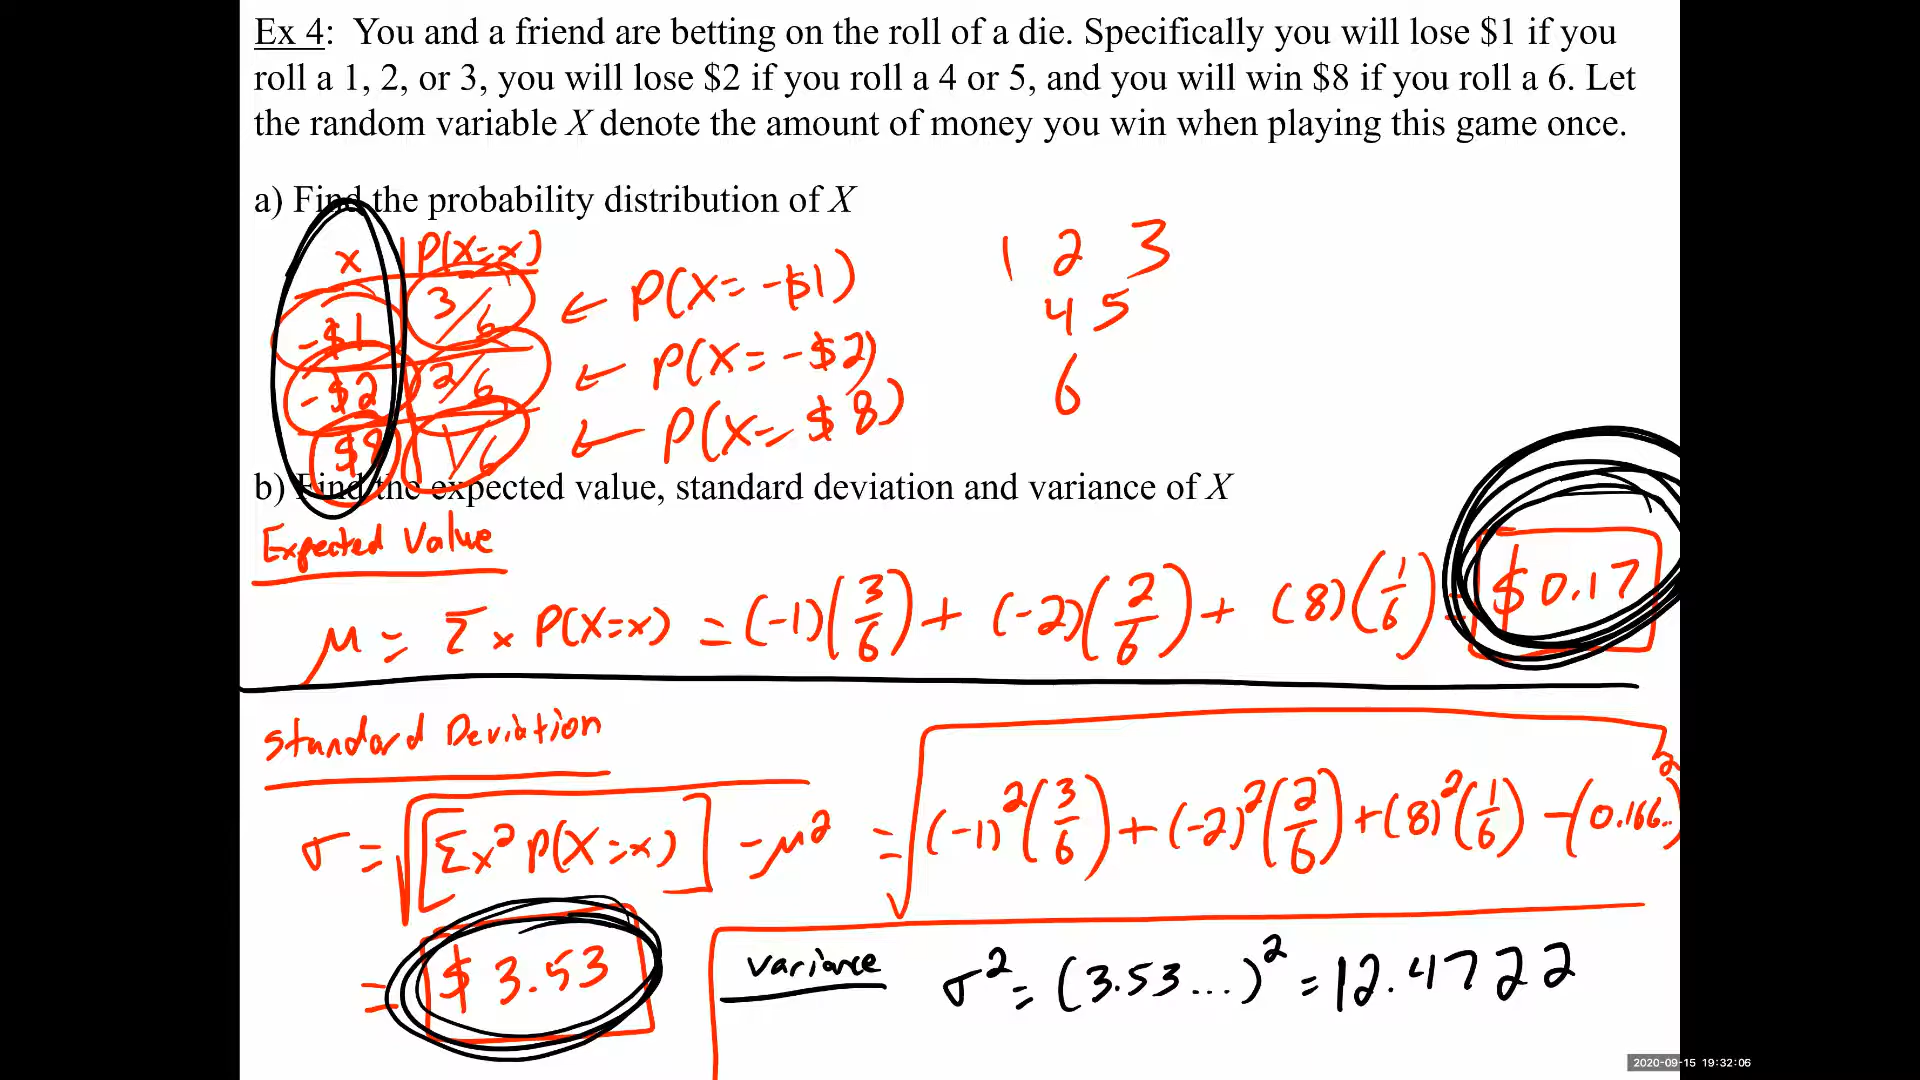 Ex 4: You and a friend are betting on the roll of a die. Specifically you will lose $1 if you
roll a 1, 2, or 3, you will lose $2 if you roll a 4 or 5, and you will win $8 if you roll a 6. Let
the random variable X denote the amount of money you win when playing this game once.
a) Find the probability distribution of X
x | P(X=x)
-$1 3/6 ← P(X= -$1) 1 2 3
-$2 2/6 ← P(X= -$2) 4 5
$8 1/6 ← P(X= $8) 6
b) Find the expected value, standard deviation and variance of X
Expected Value
μ = Σ x P(X=x) = (-1)(3/6) + (-2)(2/6) + (8)(1/6) = $0.17
Standard Deviation
σ = √[Σx² P(X=x)] - μ² = √(-1)²(3/6) + (-2)²(2/6) + (8)²(1/6) - (0.166..)²
= $3.53
Variance σ² = (3.53...)² = 12.4722
2020-09-15 19:32:06